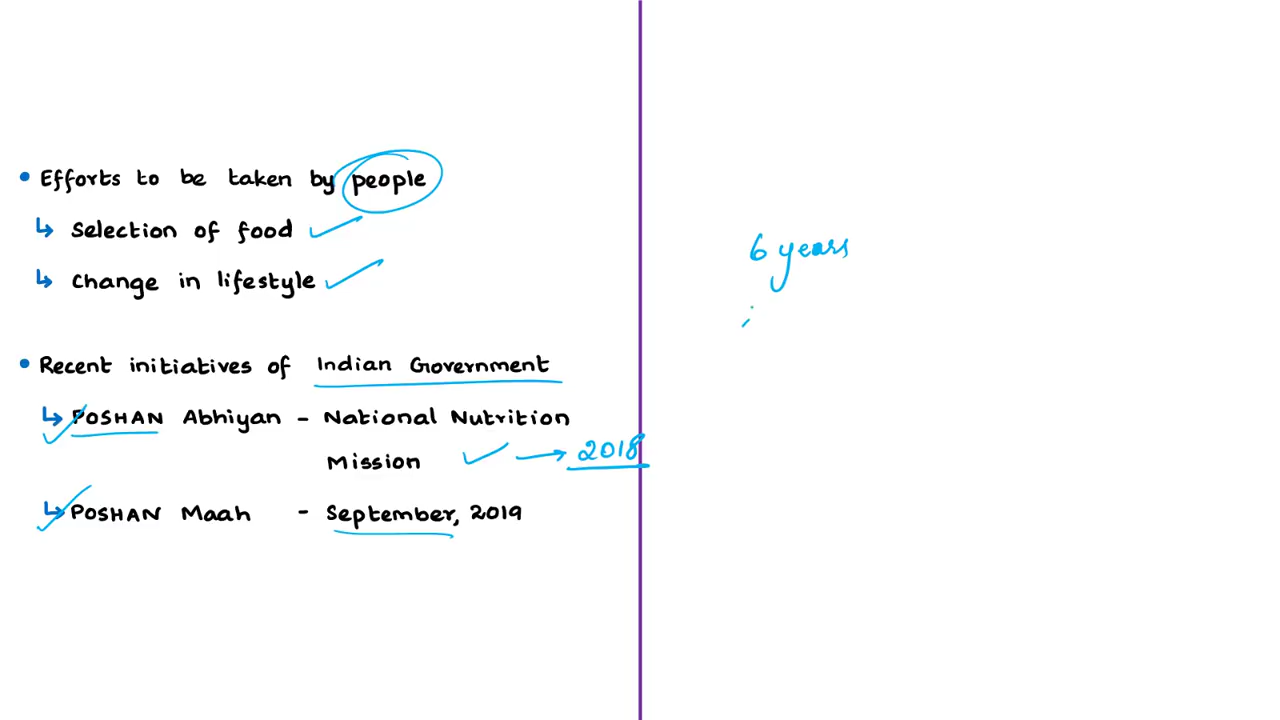 • Efforts to be taken by people
↳ Selection of food
↳ Change in lifestyle
• Recent initiatives of Indian Government
↳ POSHAN Abhiyan - National Nutrition
Mission → 2018
↳ POSHAN Maah - September, 2019
6 years